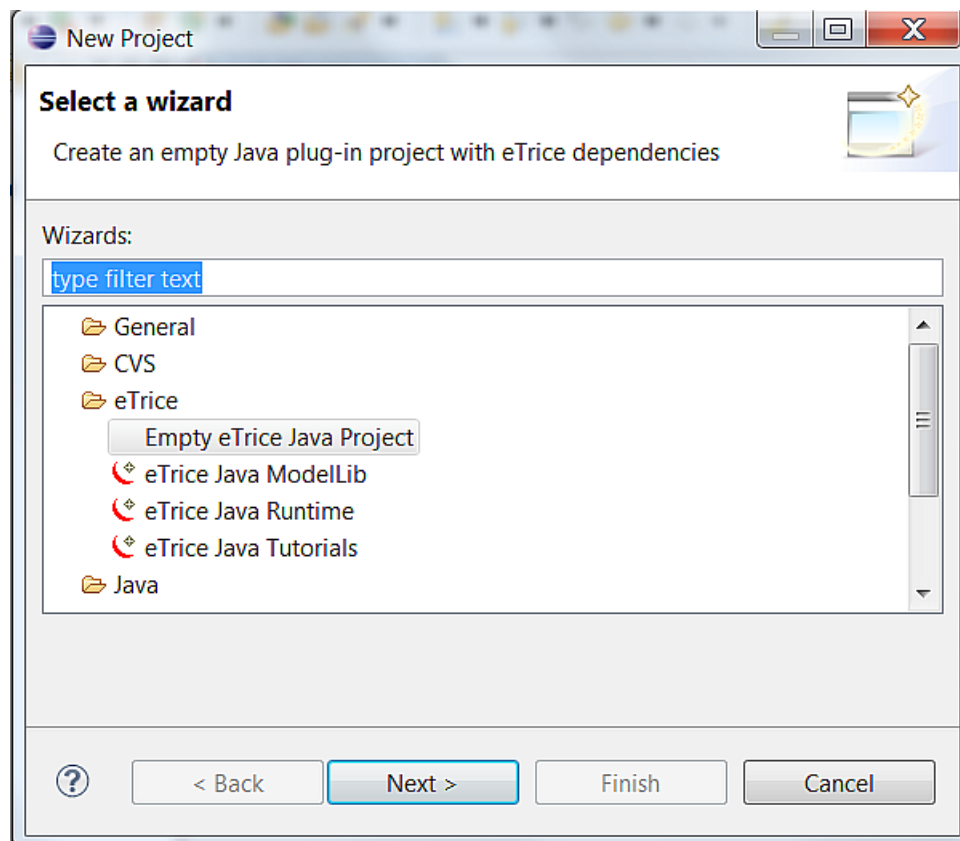 New Project
Select a wizard
Create an empty Java plug-in project with eTrice dependencies
Wizards:
type filter text
General
CVS
eTrice
Empty eTrice Java Project
eTrice Java ModelLib
eTrice Java Runtime
eTrice Java Tutorials
Java
?
< Back Next > Finish Cancel